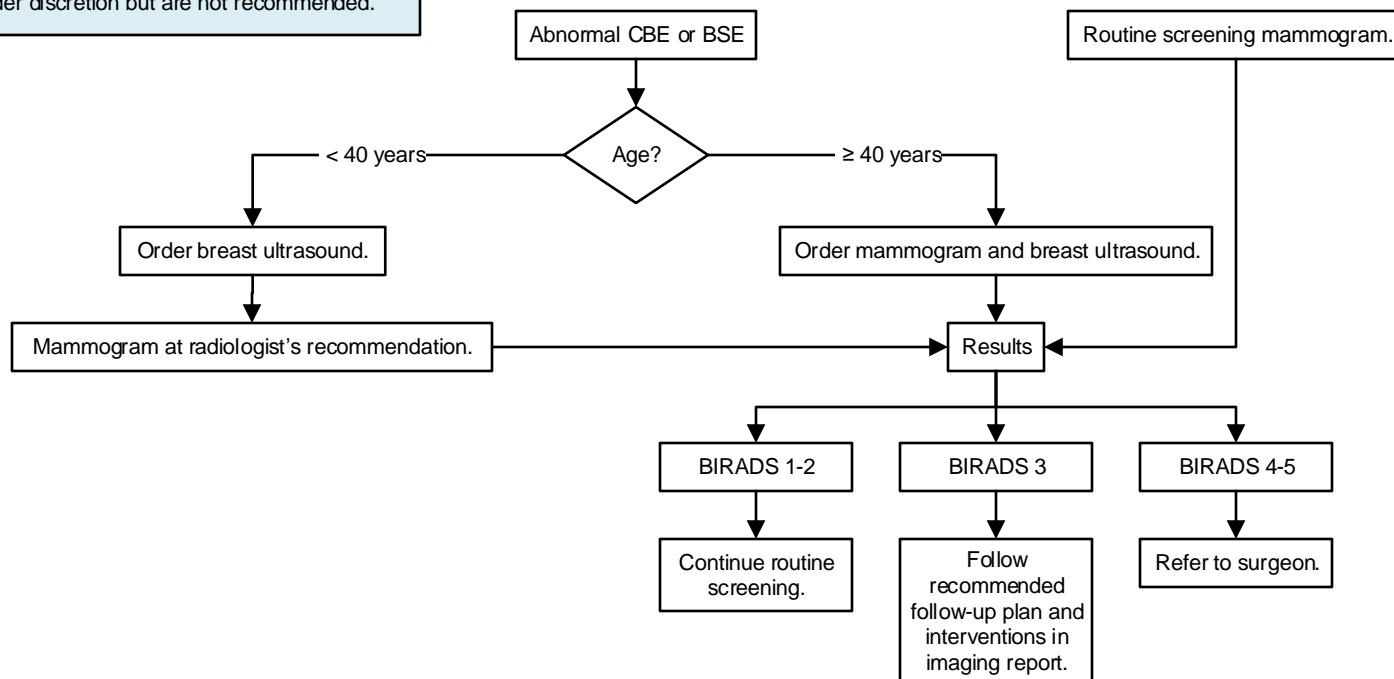 der discretion but are not recommended.
Abnormal CBE or BSE
Routine screening mammogram.
Age?
< 40 years
≥ 40 years
Order breast ultrasound.
Order mammogram and breast ultrasound.
Mammogram at radiologist's recommendation.
Results
BIRADS 1-2
BIRADS 3
BIRADS 4-5
Continue routine
screening.
Follow
recommended
follow-up plan and
interventions in
imaging report.
Refer to surgeon.